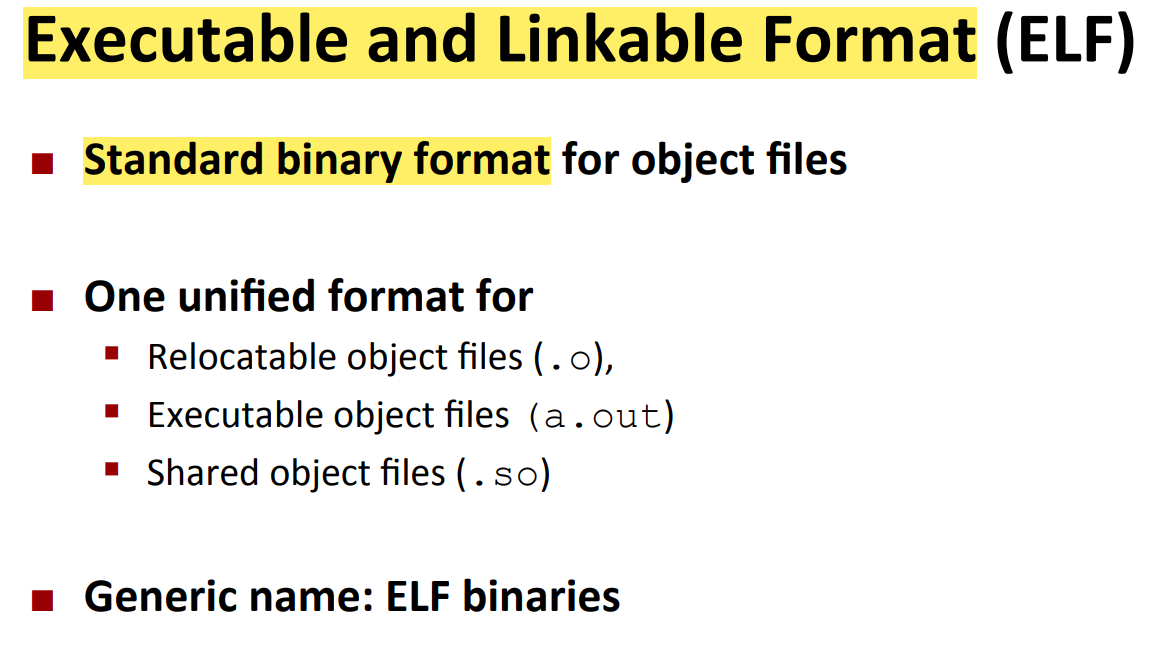 Executable and Linkable Format (ELF)
Standard binary format for object files
One unified format for
Relocatable object files (.o),
Executable object files (a.out)
Shared object files (.so)
Generic name: ELF binaries